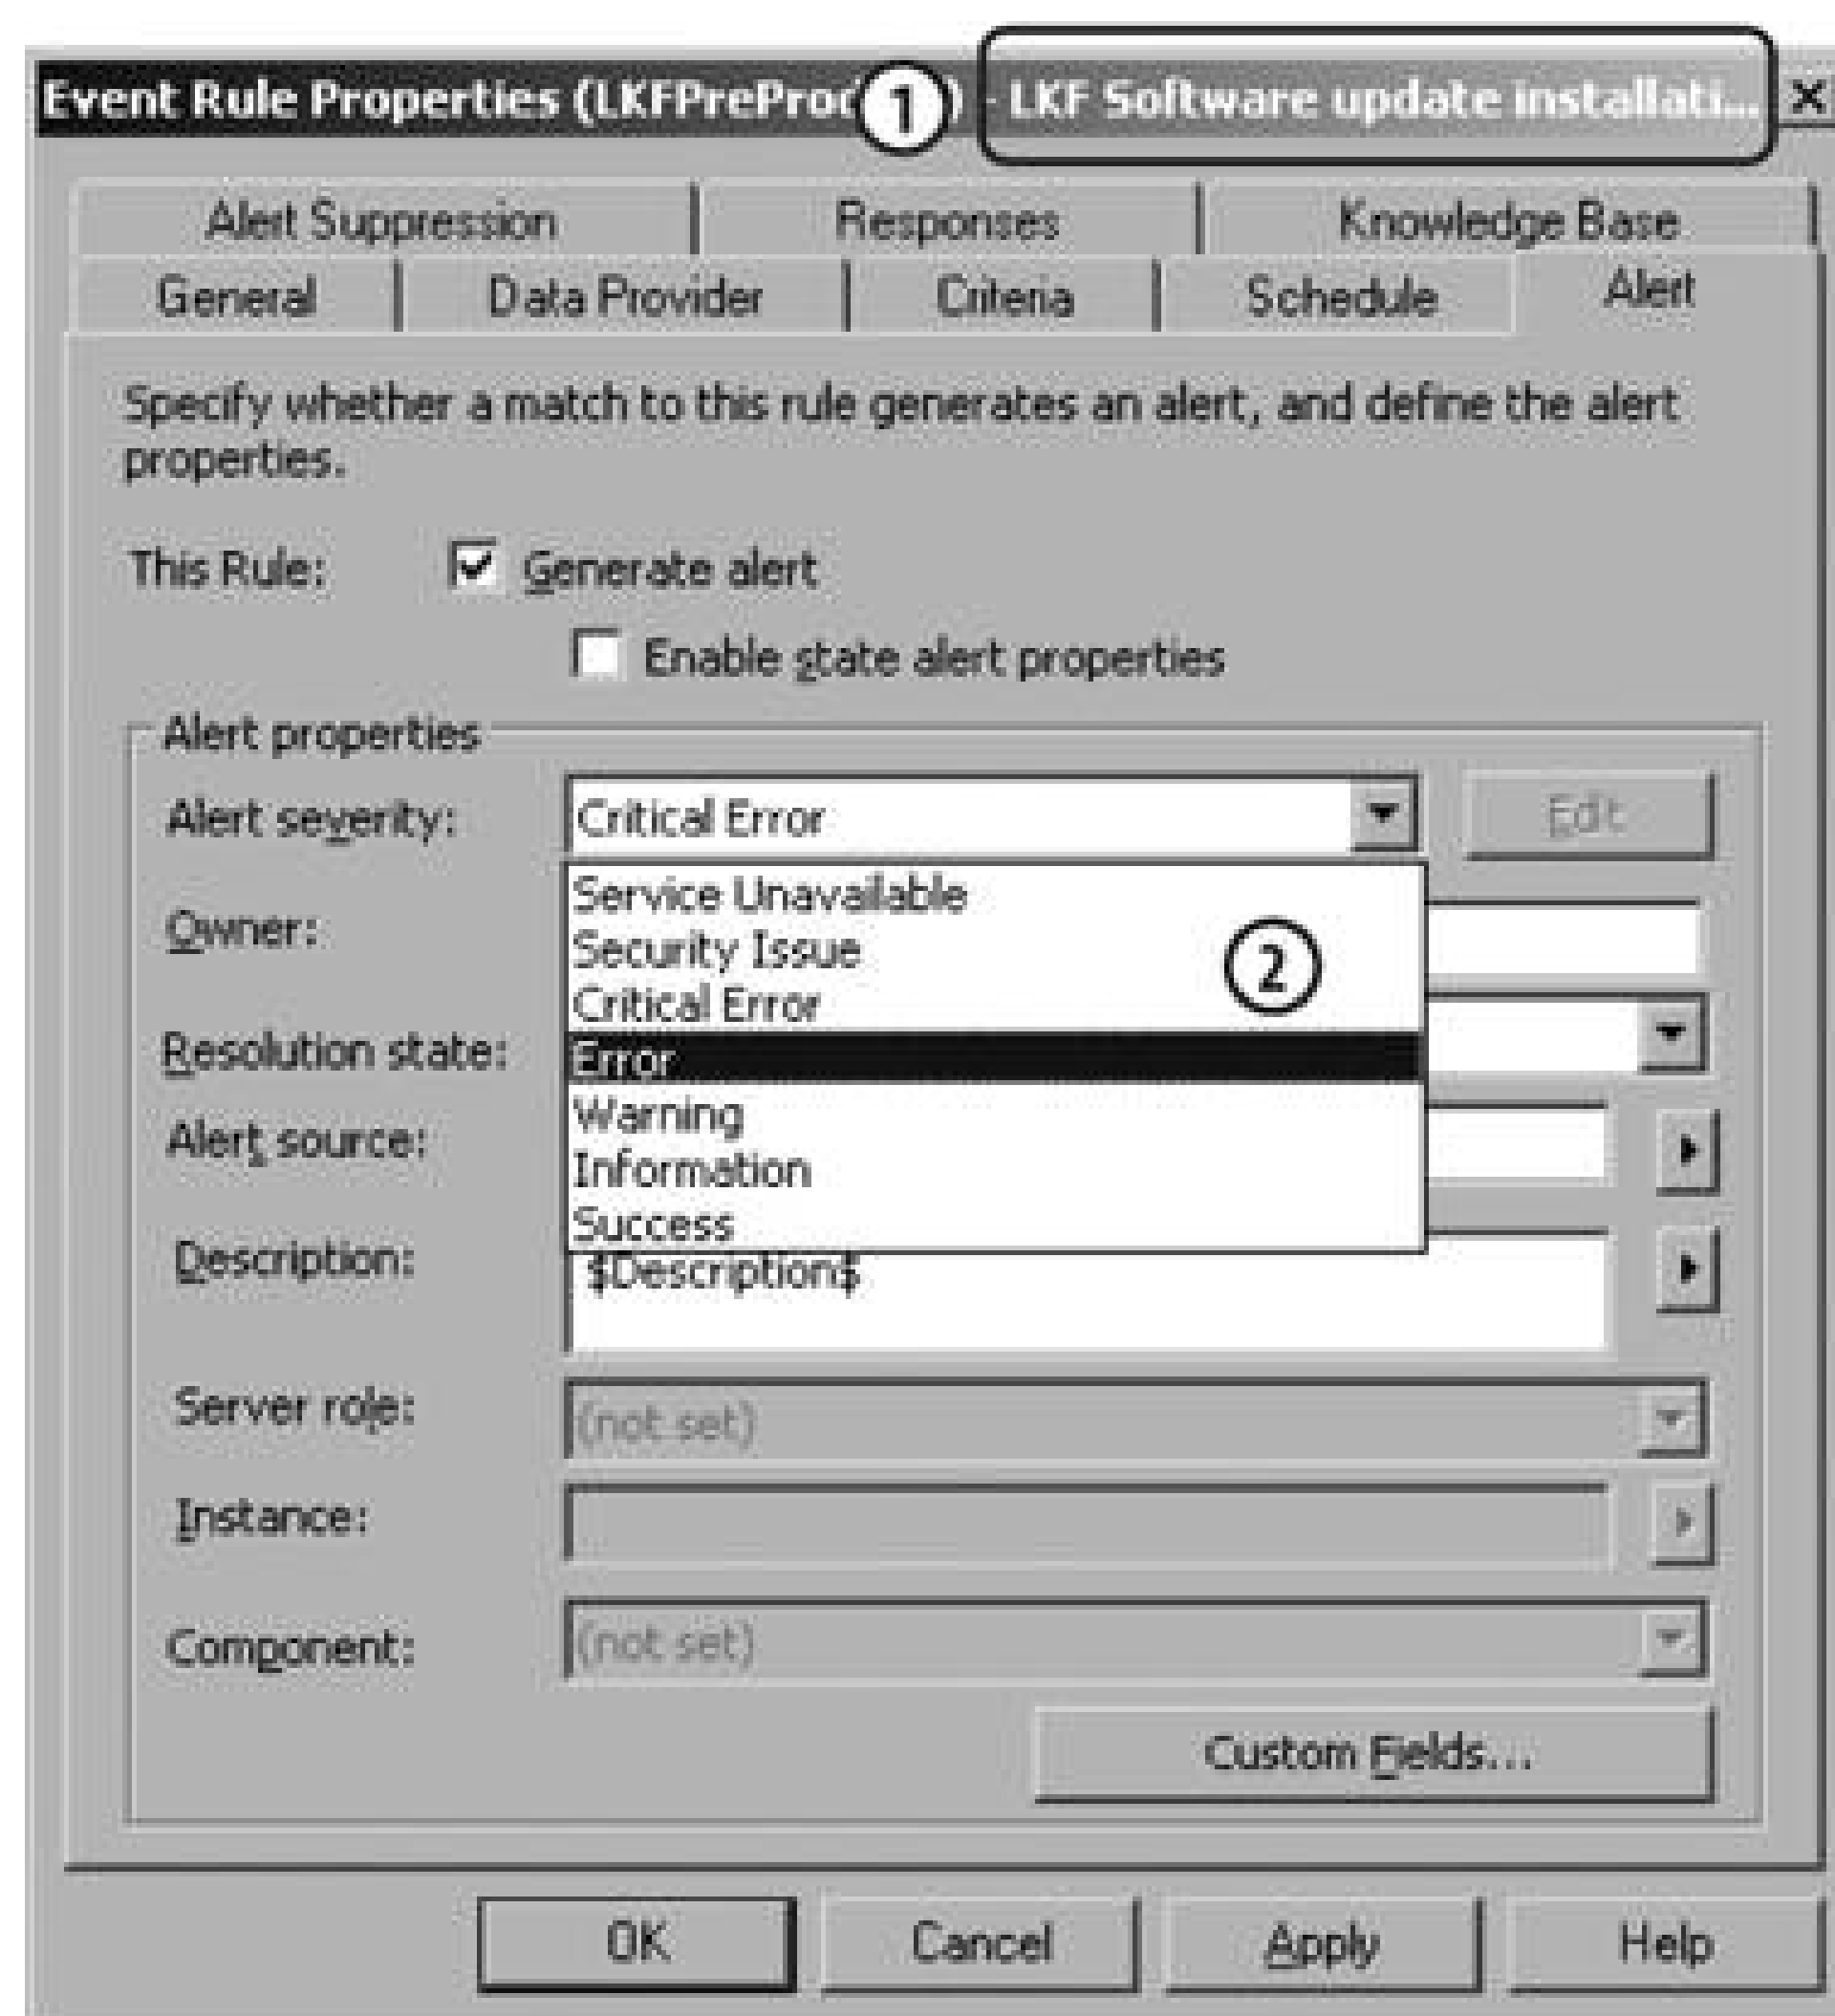 Event Rule Properties (LKFPreProd 1 ) - LKF Software update installati...
Alert Suppression
Responses
Knowledge Base
General
Data Provider
Criteria
Schedule
Alert
Specify whether a match to this rule generates an alert, and define the alert
properties.
This Rule:
Generate alert
Enable state alert properties
Alert properties
Alert severity:
Critical Error
Edit
Service Unavailable
Security Issue
2
Critical Error
Error
Warning
Information
Success
Owner:
Resolution state:
Alert source:
Description:
$Description$
Server role:
(not set)
Instance:
Component:
(not set)
Custom Fields...
OK
Cancel
Apply
Help